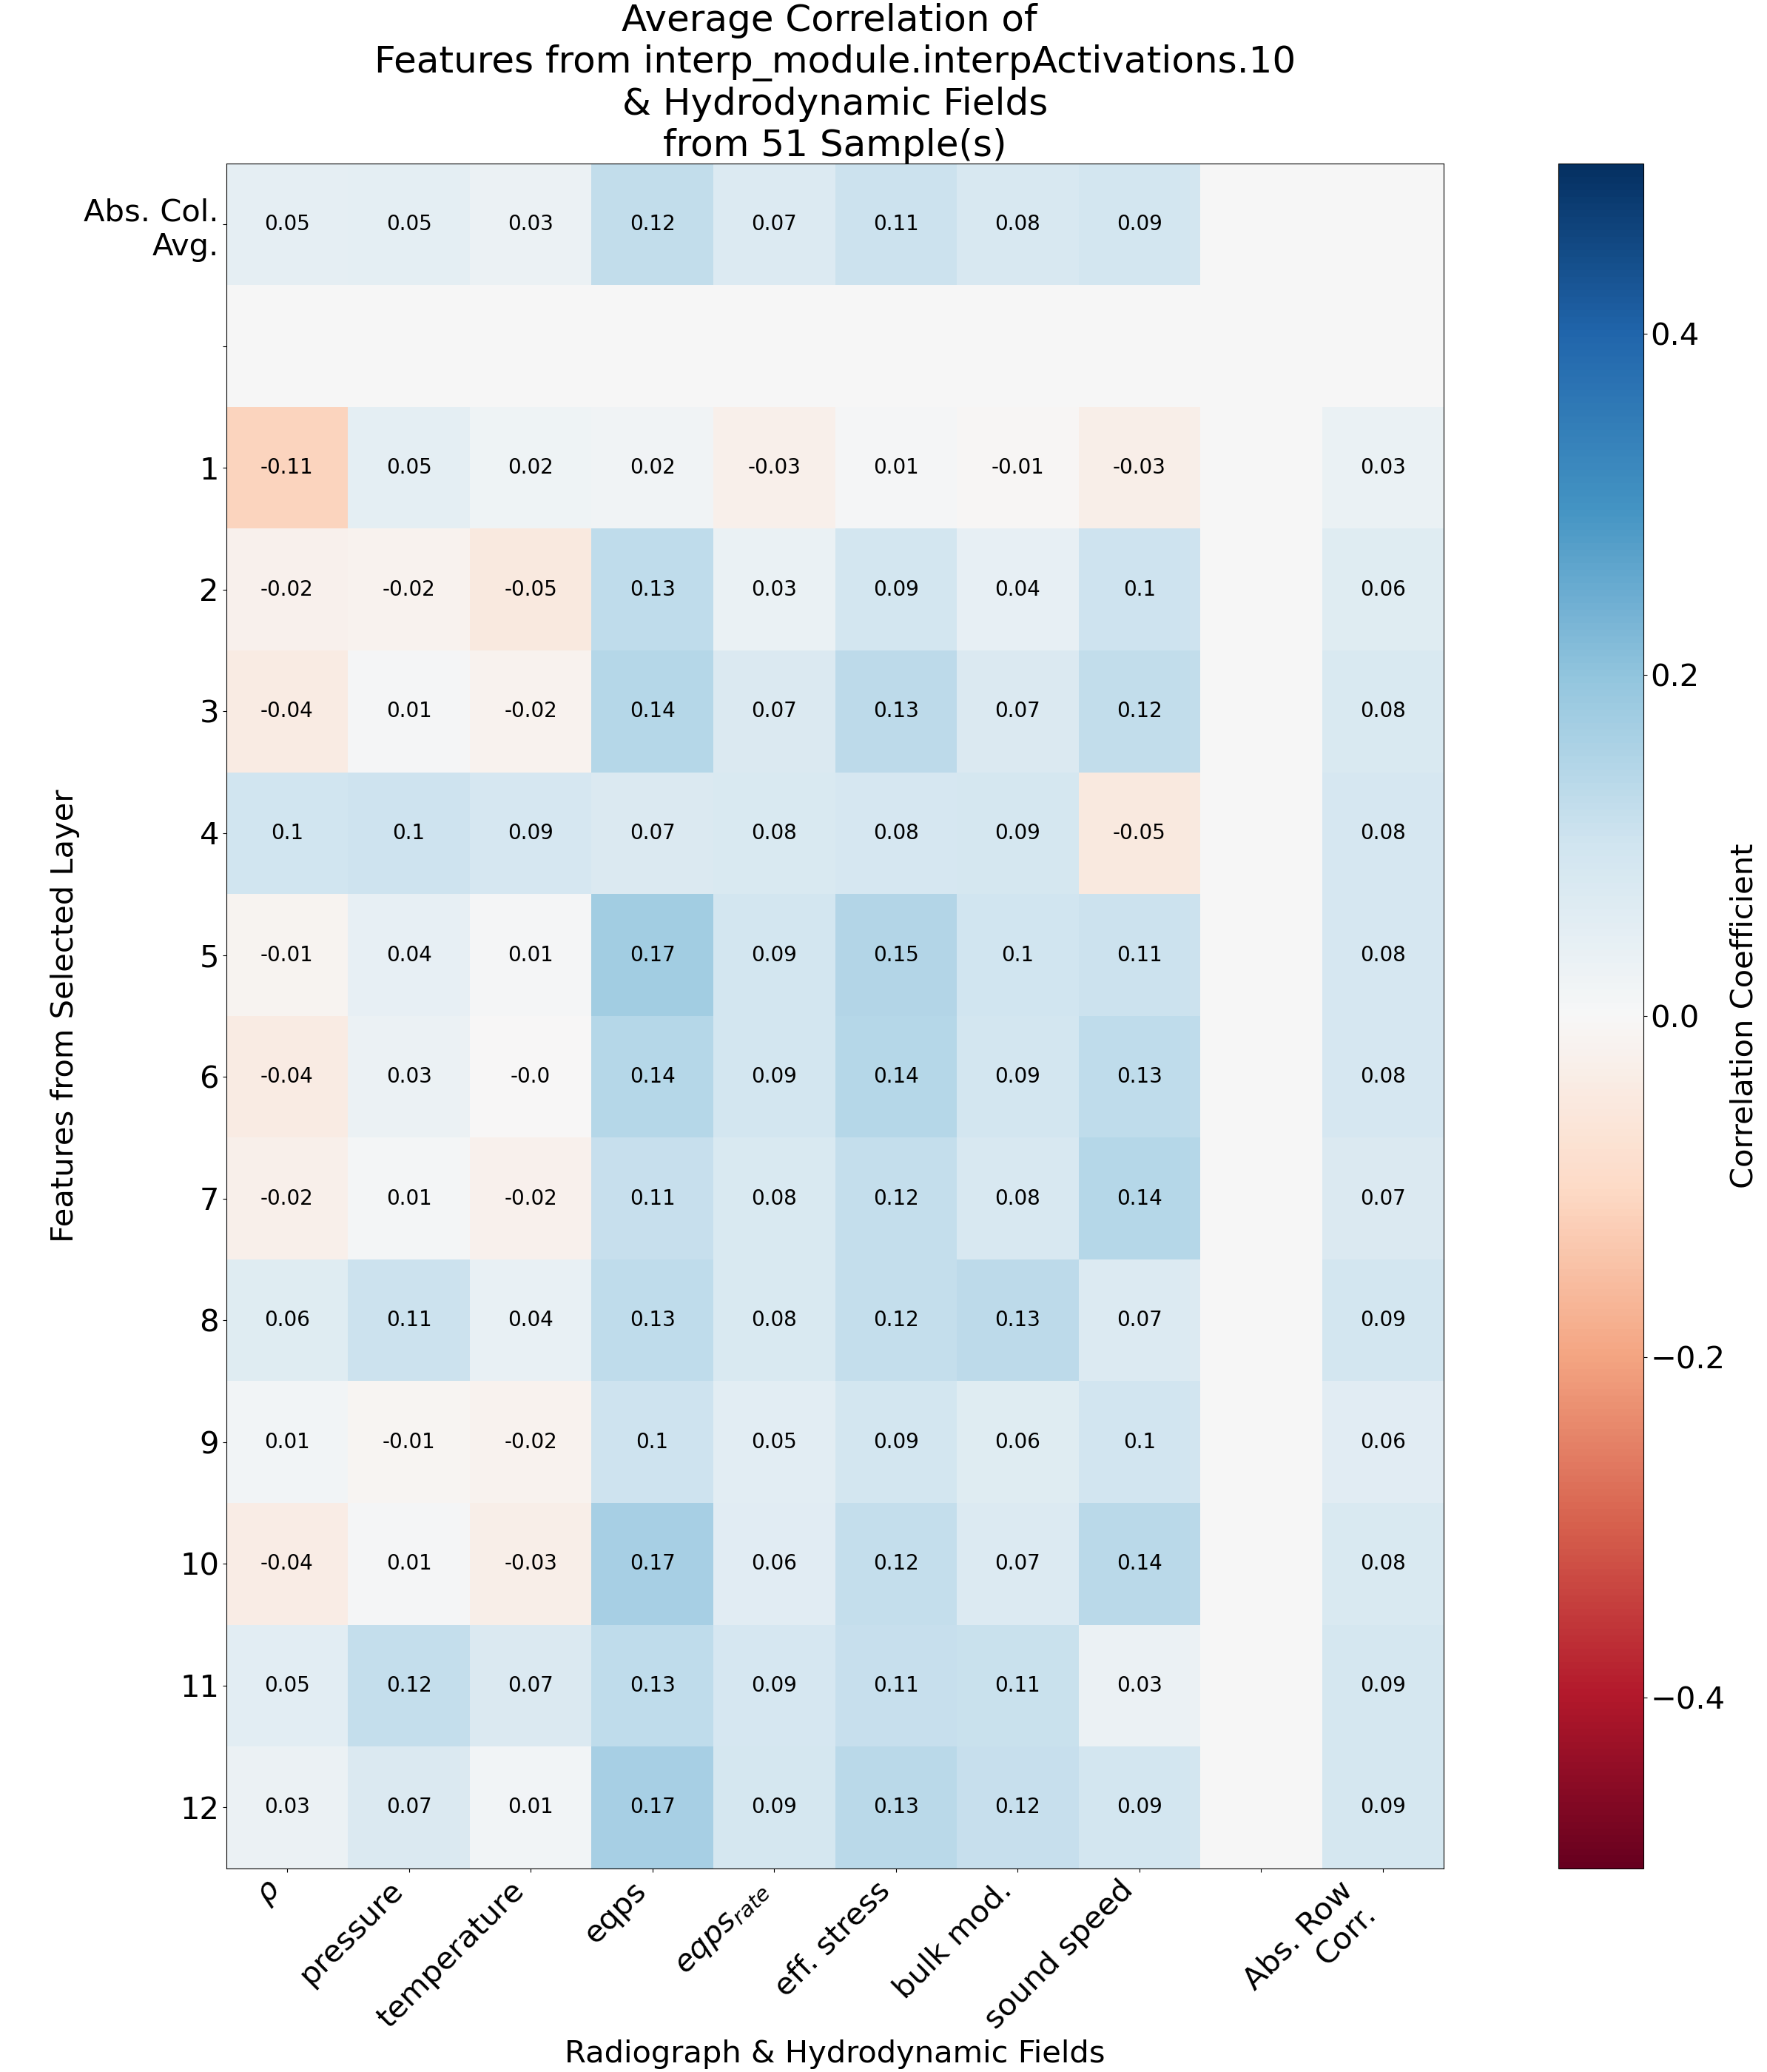 Average Correlation of
Features from interp_module.interpActivations.10
& Hydrodynamic Fields
from 51 Sample(s)
Abs. Col.
Avg.
0.05 0.05 0.03 0.12 0.07 0.11 0.08 0.09
1 -0.11 0.05 0.02 0.02 -0.03 0.01 -0.01 -0.03 0.03
2 -0.02 -0.02 -0.05 0.13 0.03 0.09 0.04 0.1 0.06
3 -0.04 0.01 -0.02 0.14 0.07 0.13 0.07 0.12 0.08
4 0.1 0.1 0.09 0.07 0.08 0.08 0.09 -0.05 0.08
5 -0.01 0.04 0.01 0.17 0.09 0.15 0.1 0.11 0.08
6 -0.04 0.03 -0.0 0.14 0.09 0.14 0.09 0.13 0.08
7 -0.02 0.01 -0.02 0.11 0.08 0.12 0.08 0.14 0.07
8 0.06 0.11 0.04 0.13 0.08 0.12 0.13 0.07 0.09
9 0.01 -0.01 -0.02 0.1 0.05 0.09 0.06 0.1 0.06
10 -0.04 0.01 -0.03 0.17 0.06 0.12 0.07 0.14 0.08
11 0.05 0.12 0.07 0.13 0.09 0.11 0.11 0.03 0.09
12 0.03 0.07 0.01 0.17 0.09 0.13 0.12 0.09 0.09
Features from Selected Layer
ρ
pressure
temperature
eqps
eqps_rate
eff. stress
bulk mod.
sound speed
Abs. Row
Corr.
Radiograph & Hydrodynamic Fields
0.4
0.2
0.0
−0.2
−0.4
Correlation Coefficient